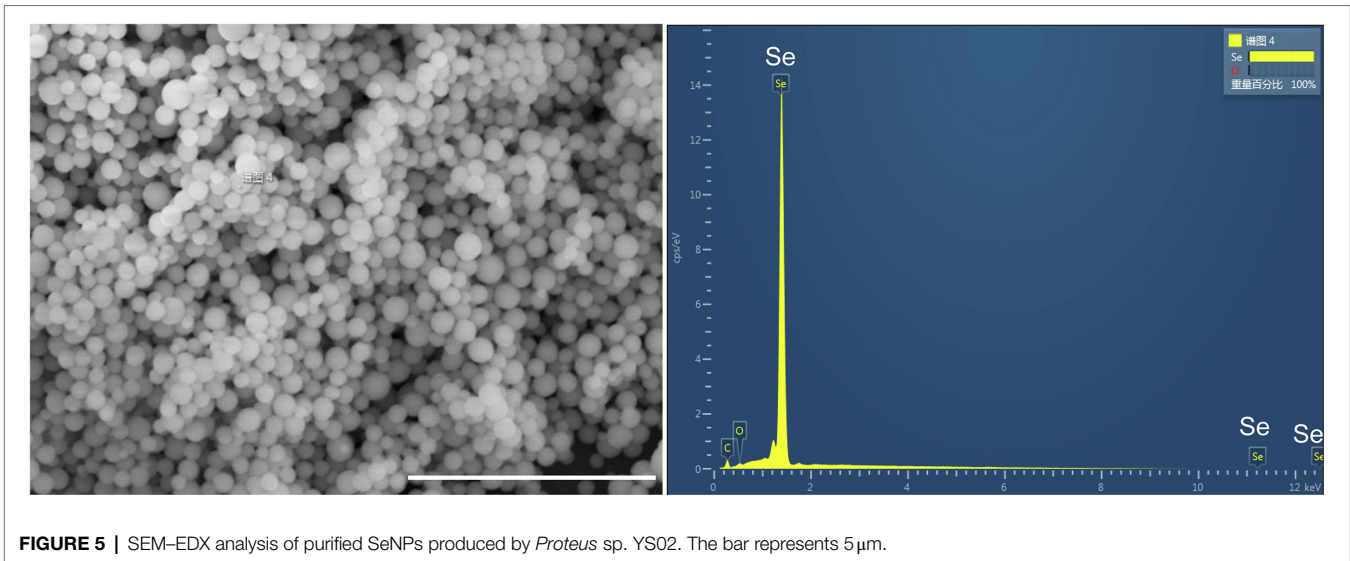 谱图 4
Se
Se
谱图 4
Se
O
重量百分比 100%
cps/eV
14
12
10
8
6
4
2
0
C
O
Se
Se
Se
Se
0
2
4
6
8
10
12 keV
FIGURE 5 | SEM–EDX analysis of purified SeNPs produced by Proteus sp. YS02. The bar represents 5 μm.